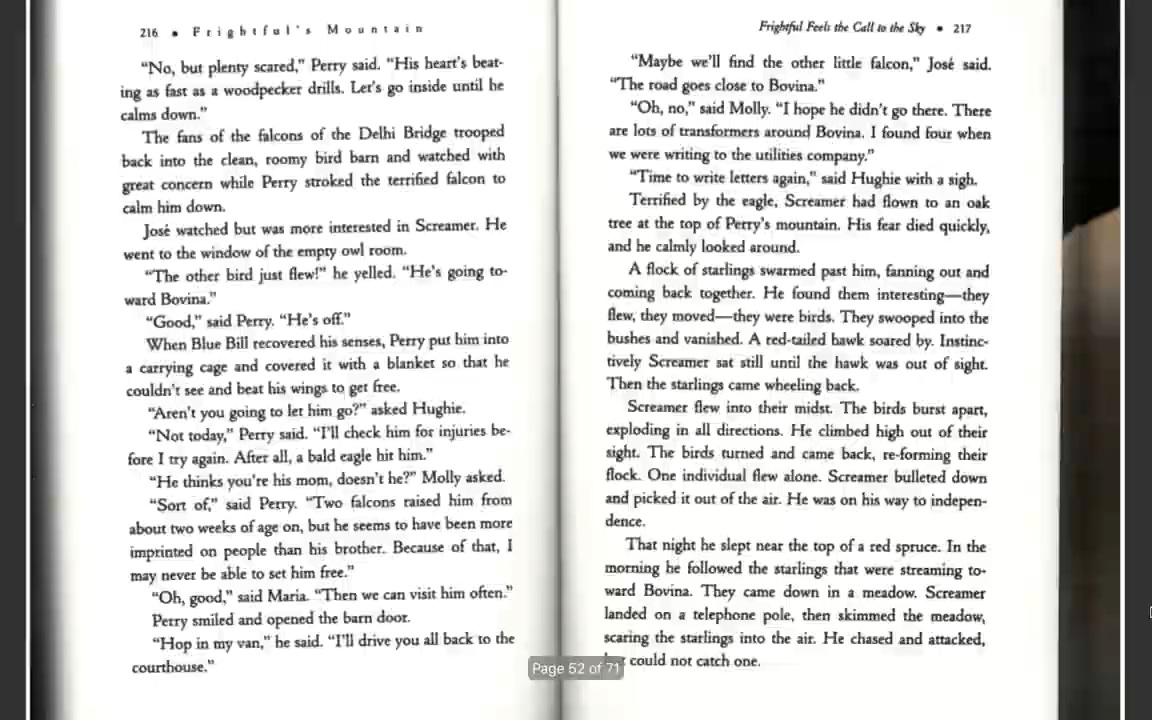 216 • Frightful's Mountain
"No, but plenty scared," Perry said. "His heart's beat-
ing as fast as a woodpecker drills. Let's go inside until he
calms down."
The fans of the falcons of the Delhi Bridge trooped
back into the clean, roomy bird barn and watched with
great concern while Perry stroked the terrified falcon to
calm him down.
José watched but was more interested in Screamer. He
went to the window of the empty owl room.
"The other bird just flew!" he yelled. "He's going to-
ward Bovina."
"Good," said Perry. "He's off."
When Blue Bill recovered his senses, Perry put him into
a carrying cage and covered it with a blanket so that he
couldn't see and beat his wings to get free.
"Aren't you going to let him go?" asked Hughie.
"Not today," Perry said. "I'll check him for injuries be-
fore I try again. After all, a bald eagle hit him."
"He thinks you're his mom, doesn't he?" Molly asked.
"Sort of," said Perry. "Two falcons raised him from
about two weeks of age on, but he seems to have been more
imprinted on people than his brother. Because of that, I
may never be able to set him free."
"Oh, good," said Maria. "Then we can visit him often."
Perry smiled and opened the barn door.
"Hop in my van," he said. "I'll drive you all back to the
courthouse."
Frightful Feels the Call to the Sky • 217
"Maybe we'll find the other little falcon," José said.
"The road goes close to Bovina."
"Oh, no," said Molly. "I hope he didn't go there. There
are lots of transformers around Bovina. I found four when
we were writing to the utilities company."
"Time to write letters again," said Hughie with a sigh.
Terrified by the eagle, Screamer had flown to an oak
tree at the top of Perry's mountain. His fear died quickly,
and he calmly looked around.
A flock of starlings swarmed past him, fanning out and
coming back together. He found them interesting—they
flew, they moved—they were birds. They swooped into the
bushes and vanished. A red-tailed hawk soared by. Instinc-
tively Screamer sat still until the hawk was out of sight.
Then the starlings came wheeling back.
Screamer flew into their midst. The birds burst apart,
exploding in all directions. He climbed high out of their
sight. The birds turned and came back, re-forming their
flock. One individual flew alone. Screamer bulleted down
and picked it out of the air. He was on his way to indepen-
dence.
That night he slept near the top of a red spruce. In the
morning he followed the starlings that were streaming to-
ward Bovina. They came down in a meadow. Screamer
landed on a telephone pole, then skimmed the meadow,
scaring the starlings into the air. He chased and attacked,
could not catch one.
Page 52 of 71